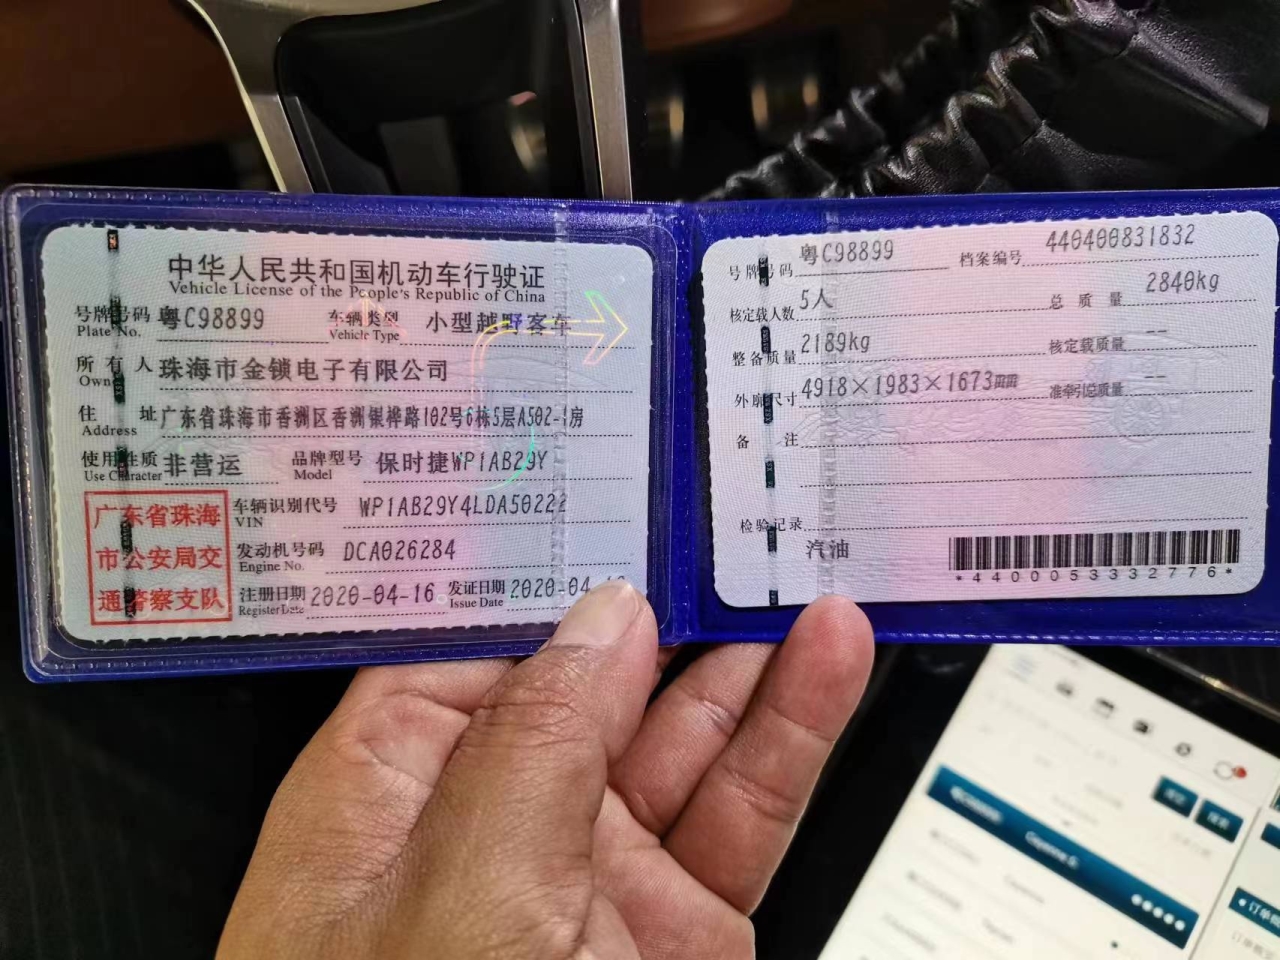 中华人民共和国机动车行驶证
Vehicle License of the People's Republic of China
号牌号码 粤C98899 车辆类型 小型越野客车
Plate No. Vehicle Type
所有人 珠海市金锁电子有限公司
Owner
住址 广东省珠海市香洲区香洲银桦路102号6栋5层A502-1房
Address
使用性质 非营运 品牌型号 保时捷WP1AB29Y
Use Character Model
广东省珠海
市公安局交
通警察支队
车辆识别代号 WP1AB29Y4LDA50222
VIN
发动机号码 DCA026284
Engine No.
注册日期 2020-04-16 发证日期 2020-04
Register Date Issue Date
号牌号码 粤C98899 档案编号 440400831832
核定载人数 5人 总质量 2840kg
整备质量 2189kg 核定载质量 --
外廓尺寸 4918×1983×1673mm 准牵引总质量 --
备注
检验记录
汽油
*4400053332776*
Cayenne
订单